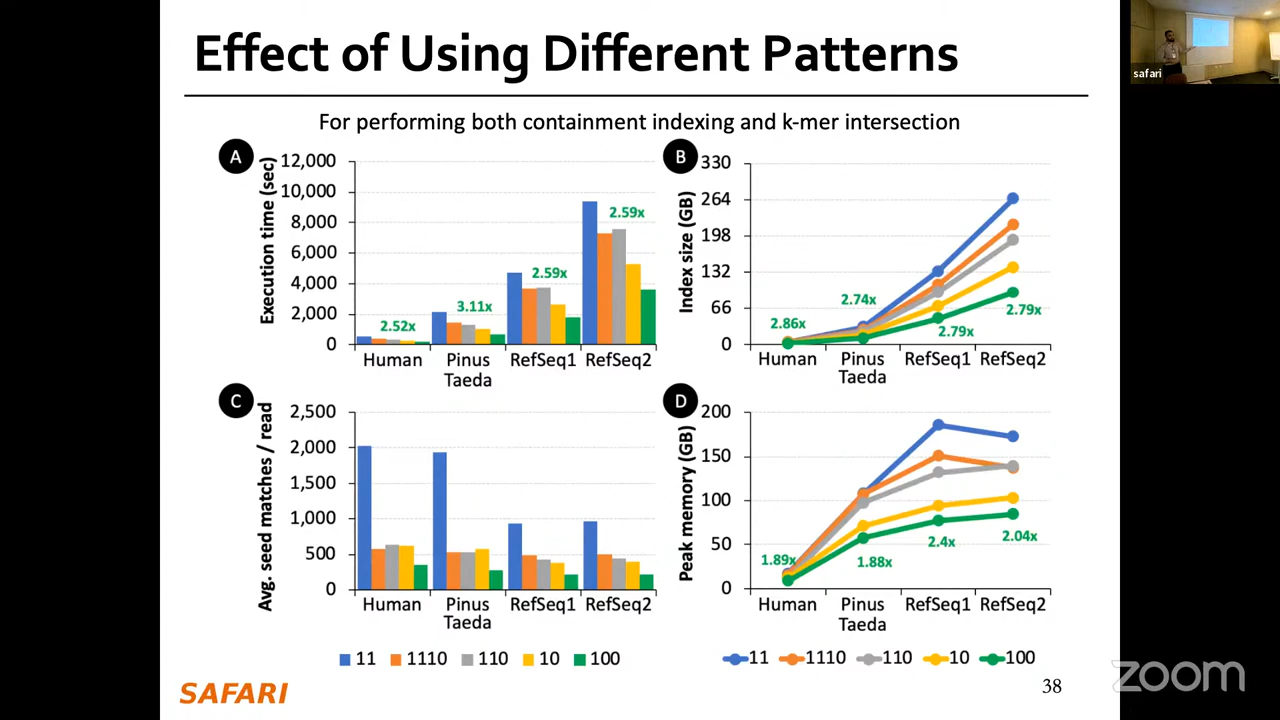 Effect of Using Different Patterns
safari
For performing both containment indexing and k-mer intersection
A
Execution time (sec)
12,000
10,000
8,000
6,000
4,000
2,000
0
2.52x
3.11x
2.59x
2.59x
Human
Pinus
Taeda
RefSeq1
RefSeq2
B
Index size (GB)
330
264
198
132
66
0
2.86x
2.74x
2.79x
2.79x
Human
Pinus
Taeda
RefSeq1
RefSeq2
C
Avg. seed matches / read
2,500
2,000
1,500
1,000
500
0
Human
Pinus
Taeda
RefSeq1
RefSeq2
11 1110 110 10 100
D
Peak memory (GB)
200
150
100
50
0
1.89x
1.88x
2.4x
2.04x
Human
Pinus
Taeda
RefSeq1
RefSeq2
11 1110 110 10 100
SAFARI
38
zoom